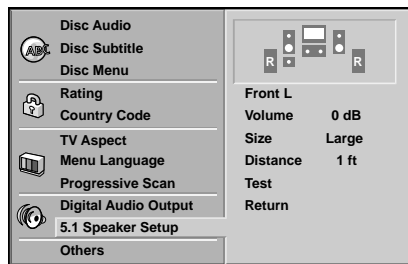 Disc Audio
ABC
Disc Subtitle
Disc Menu
Rating
Country Code
TV Aspect
Menu Language
Progressive Scan
Digital Audio Output
5.1 Speaker Setup
Others
R R
Front L
Volume 0 dB
Size Large
Distance 1 ft
Test
Return